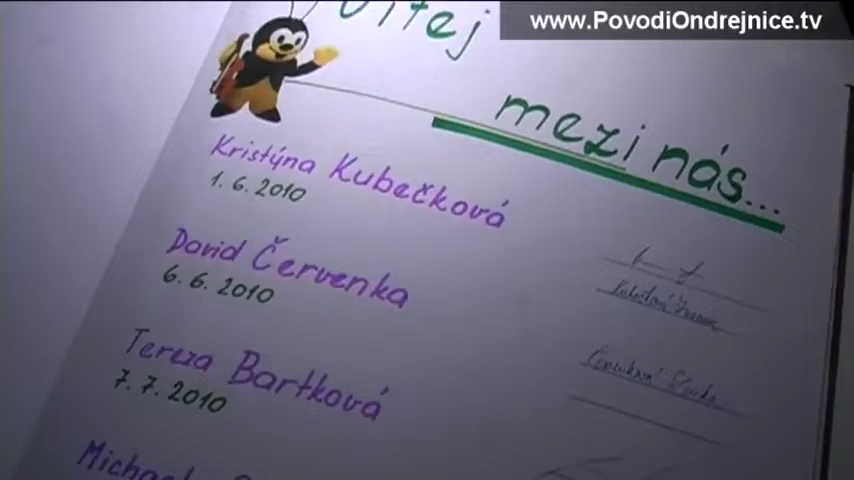 www.PovodiOndrejnice.tv
Vítej
mezi nás...
Kristýna Kubečková
1. 6. 2010
David Červenka
6. 6. 2010
Tereza Bartková
7. 7. 2010